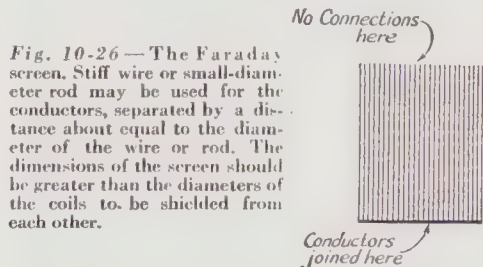 No Connections
here
Fig. 10-26 — The Faraday
screen. Stiff wire or small-diam-
eter rod may be used for the
conductors, separated by a dis-
tance about equal to the diam-
eter of the wire or rod. The
dimensions of the screen should
be greater than the diameters of
the coils to be shielded from
each other.
Conductors
joined here